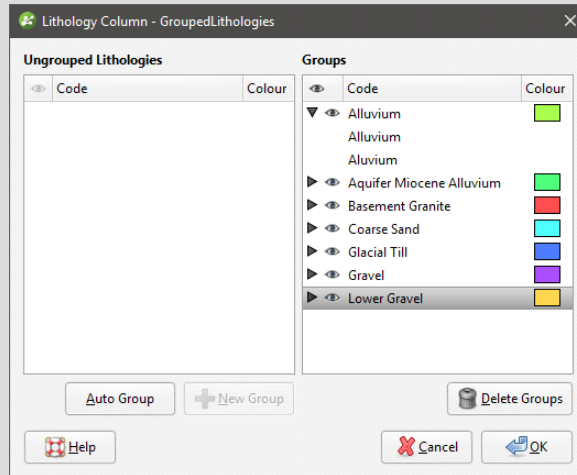 Lithology Column - GroupedLithologies
Ungrouped Lithologies
Code Colour
Groups
Code Colour
Alluvium
Alluvium
Aluvium
Aquifer Miocene Alluvium
Basement Granite
Coarse Sand
Glacial Till
Gravel
Lower Gravel
Auto Group
New Group
Delete Groups
Help
Cancel
OK